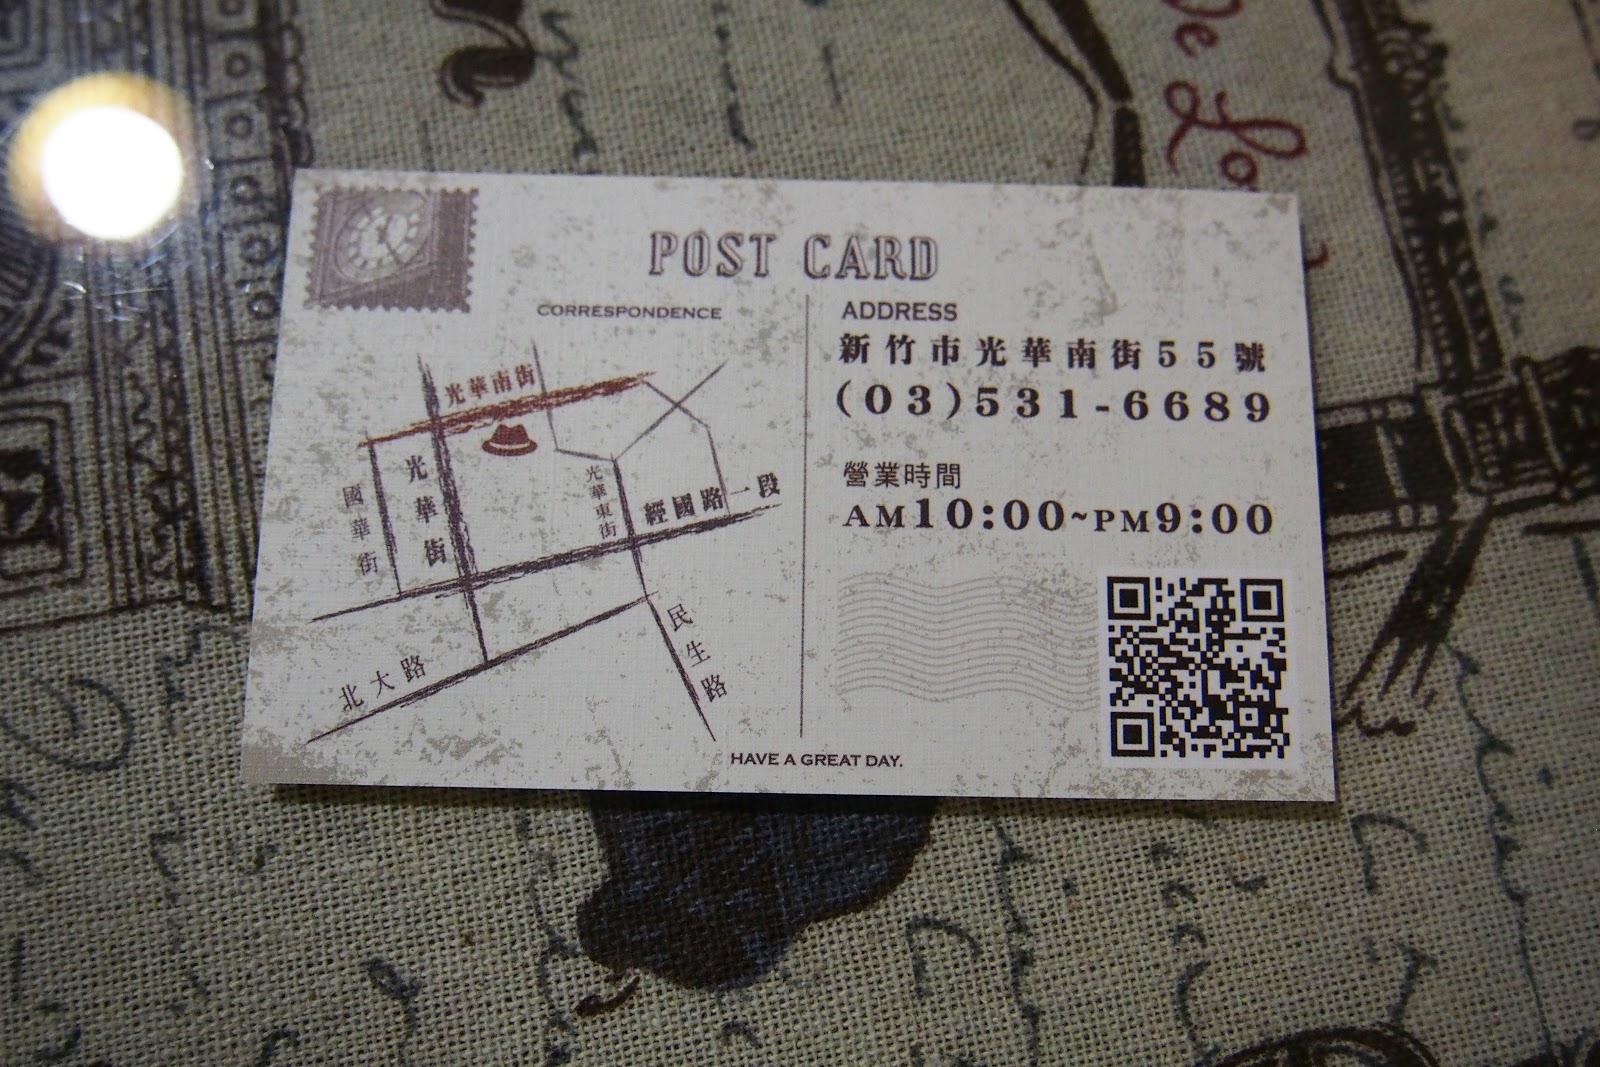 POST CARD
CORRESPONDENCE
光華南街
國華街
光華街
光華東街
經國路一段
北大路
民生路
ADDRESS
新竹市光華南街55號
(03)531-6689
營業時間
AM10:00~PM9:00
HAVE A GREAT DAY.